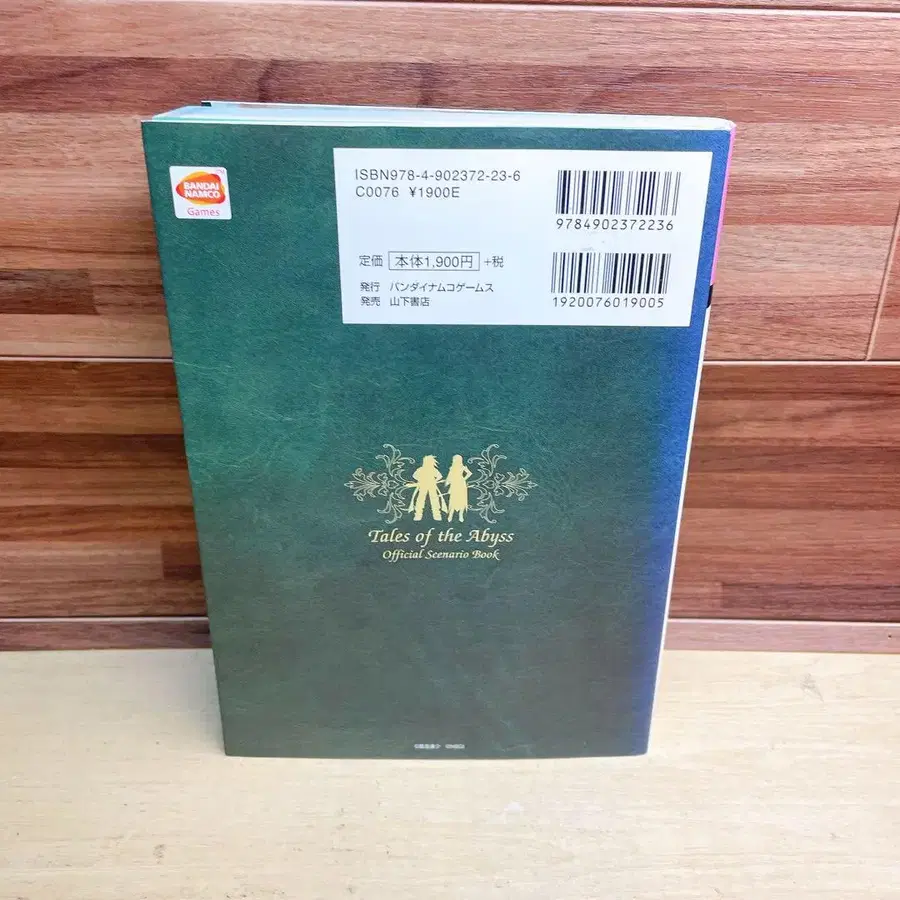 BANDAI
NAMCO
Games
TM
ISBN978-4-902372-23-6
C0076 ¥1900E
9784902372236
定価 本体1,900円 +税
発行 バンダイナムコゲームス
発売 山下書店
1920076019005
Tales of the Abyss
Official Scenario Book